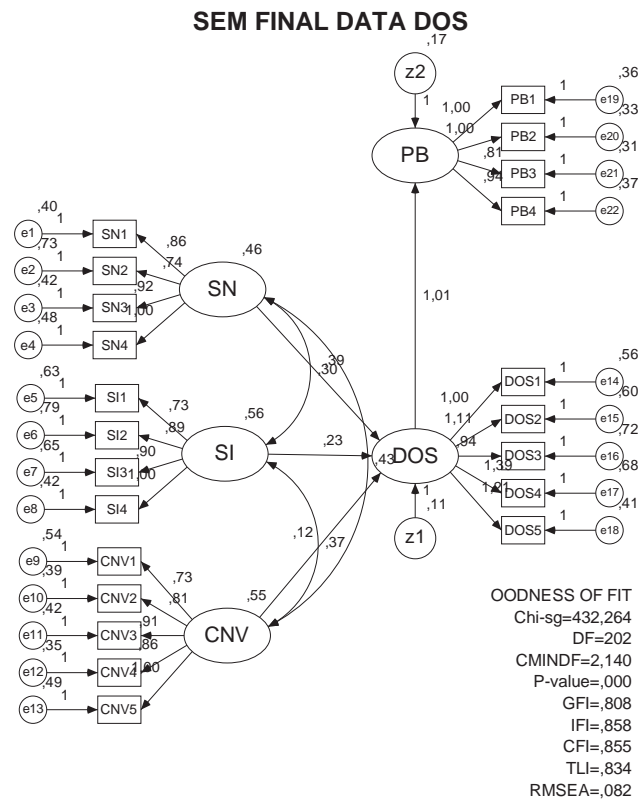 SEM FINAL DATA DOS
,17
z2
1
PB
1,00
1,00
,81
,94
PB1
1
,36
e19
PB2
1
,33
e20
PB3
1
,31
e21
PB4
1
,37
e22
,40
e1
1
SN1
,86
,73
e2
1
SN2
,74
,42
e3
1
SN3
,92
,48
e4
1
SN4
1,00
,46
SN
1,01
,39
,30
,63
e5
1
SI1
,73
,79
e6
1
SI2
,89
,65
e7
1
SI3
,90
,42
e8
1
SI4
1,00
,56
SI
,23
,43
DOS
1
,11
z1
1,00
1,11
,94
1,39
DOS1
1
,56
e14
DOS2
1
,60
e15
DOS3
1
,72
e16
DOS4
1
,68
e17
DOS5
1
,41
e18
,12
,37
,54
e9
1
CNV1
,73
,39
e10
1
CNV2
,81
,42
e11
1
CNV3
,91
,35
e12
1
CNV4
,86
,49
e13
1
CNV5
1,00
,55
CNV
OODNESS OF FIT
Chi-sg=432,264
DF=202
CMINDF=2,140
P-value=,000
GFI=,808
IFI=,858
CFI=,855
TLI=,834
RMSEA=,082